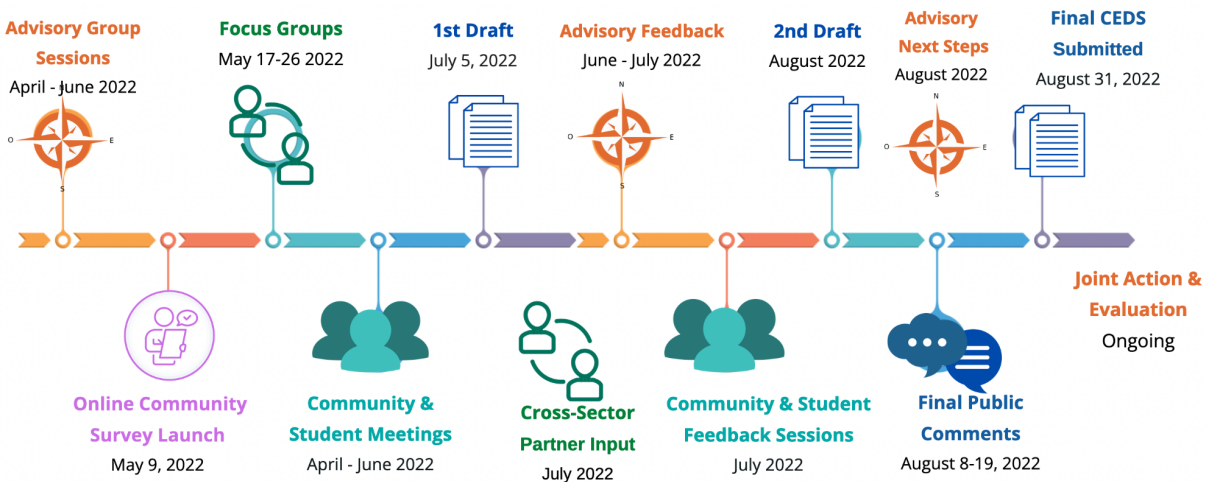 Advisory Group
Sessions
April - June 2022
Focus Groups
May 17-26 2022
1st Draft
July 5, 2022
Advisory Feedback
June - July 2022
2nd Draft
August 2022
Advisory
Next Steps
August 2022
Final CEDS
Submitted
August 31, 2022
N
O
E
S
N
O
E
S
N
O
E
S
Online Community
Survey Launch
May 9, 2022
Community &
Student Meetings
April - June 2022
Cross-Sector
Partner Input
July 2022
Community & Student
Feedback Sessions
July 2022
Final Public
Comments
August 8-19, 2022
Joint Action &
Evaluation
Ongoing